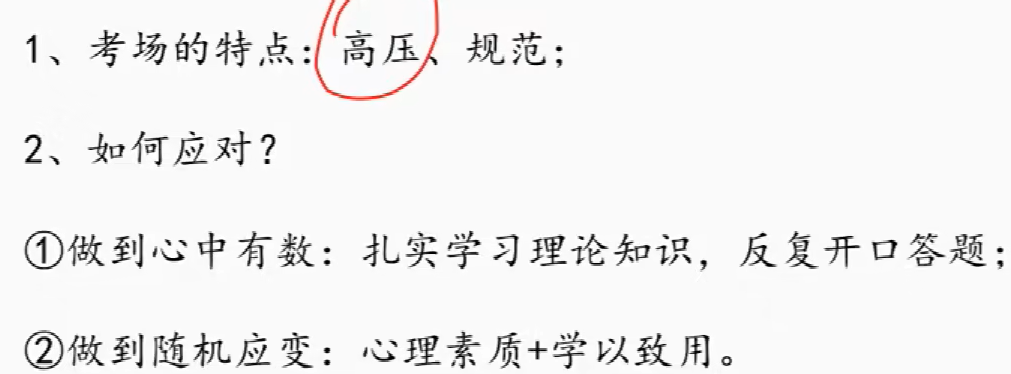 1、考场的特点：高压、规范；
2、如何应对？
①做到心中有数：扎实学习理论知识，反复开口答题；
②做到随机应变：心理素质+学以致用。